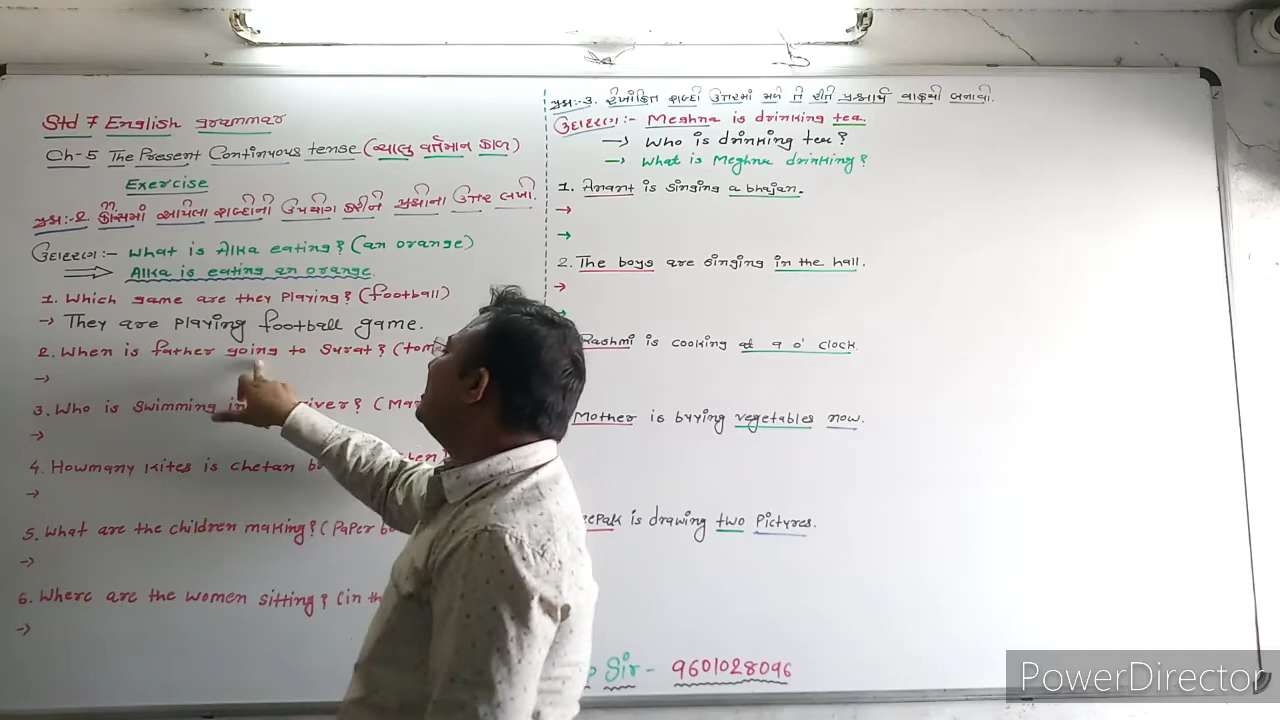 Std 7 English grammar
Ch-5 The Present Continuous tense (ચાલુ વર્તમાન કાળ)
Exercise
પ્રશ્ન:-2. કૌંસમાં આપેલા શબ્દોની ઉપયોગ કરીને પ્રશ્નોના ઉત્તર લખો.
ઉદાહરણ:- What is Alka eating? (an orange)
Alka is eating an orange.
1. Which game are they Playing? (football)
→ They are playing football game.
2. When is father going to Surat? (tom
→
3. Who is swimming in river? (Ma
→
4. Howmany kites is chetan
→
5. What are the children making? (Paper
→
6. Where are the women sitting? (in
→
પ્રશ્ન:-3. રેખાંકિત શબ્દો ઉત્તરમાં મળે તે રીતે પ્રશ્નાર્થ વાક્યો બનાવો.
ઉદાહરણ:- Meghna is drinking tea.
→ Who is drinking tea?
→ What is Meghna drinking?
1. Anant is singing a bhajan.
→
→
2. The boys are singing in the hall.
→
Rashmi is cooking at 9 o' clock.
Mother is buying vegetables now.
epak is drawing two Pictures.
Sir - 9601028096
PowerDirector